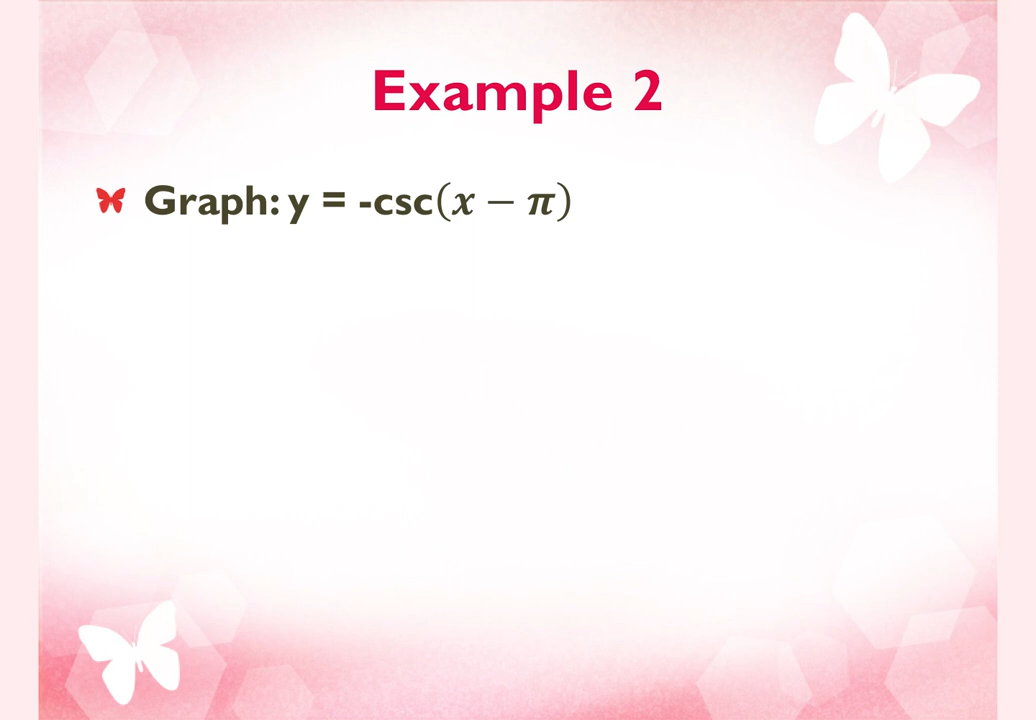 Example 2
Graph: y = -csc(𝒙 − 𝝅)